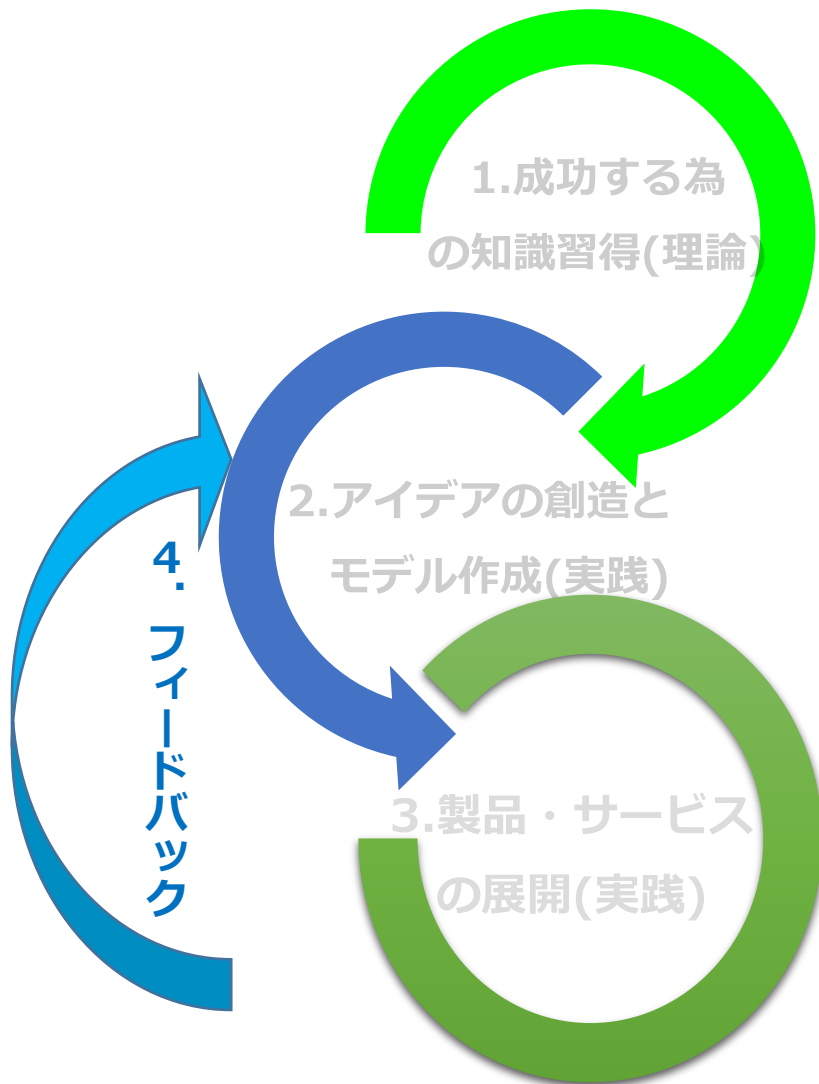 1.成功する為
の知識習得(理論)
2.アイデアの創造と
モデル作成(実践)
4. フィードバック
3.製品・サービス
の展開(実践)